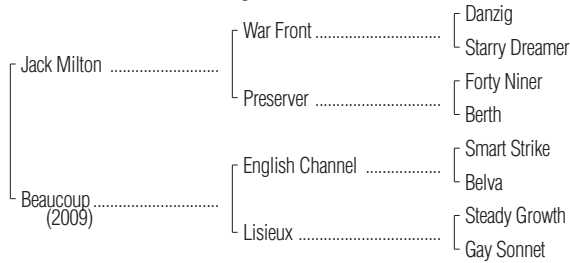 Danzig
War Front ................................
Starry Dreamer
Jack Milton ............................
Forty Niner
Preserver ................................
Berth
Smart Strike
English Channel ...................
Belva
Beaucoup ................................
(2009)
Steady Growth
Lisieux ....................................
Gay Sonnet